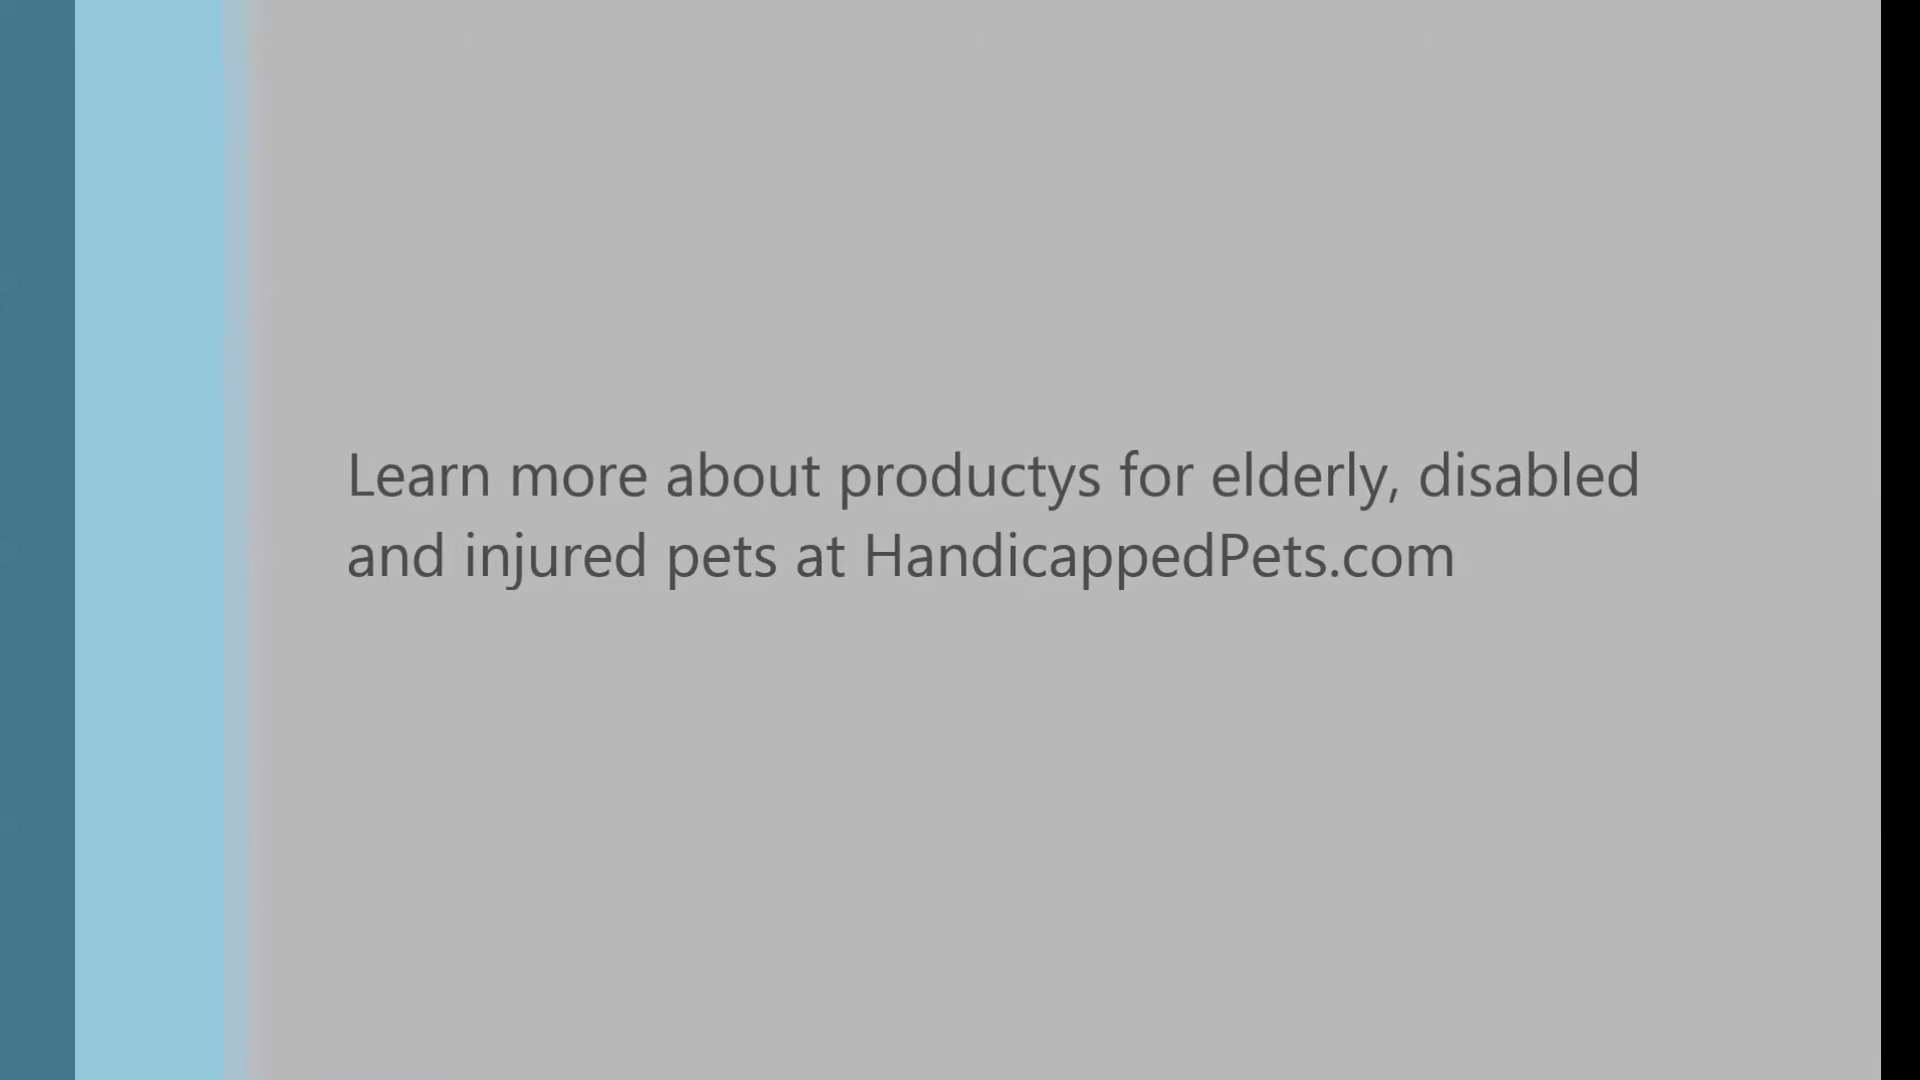 Learn more about productys for elderly, disabled
and injured pets at HandicappedPets.com